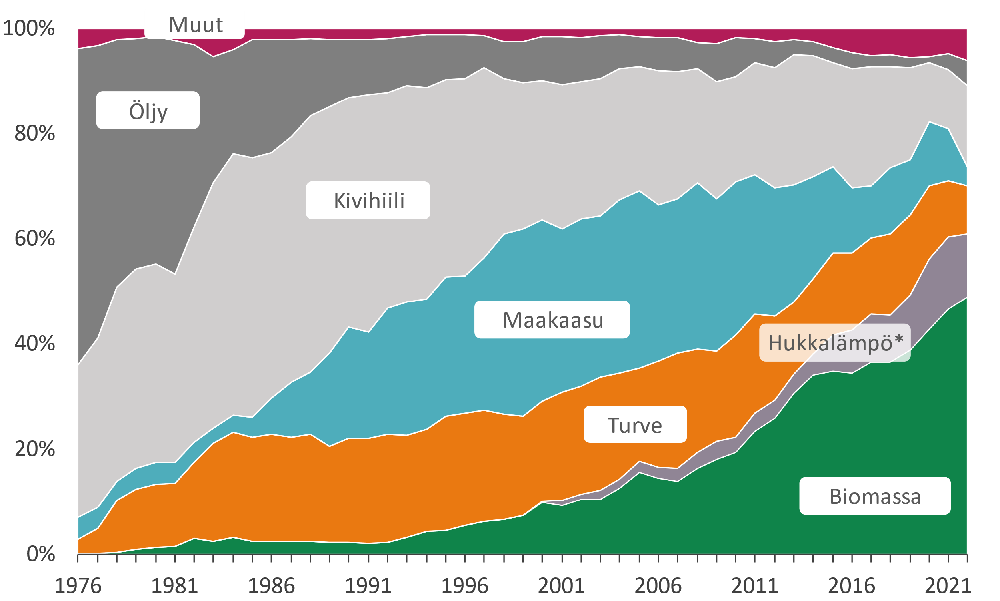 100%
Muut
Öljy
80%
Kivihiili
60%
Maakaasu
40%
Hukkalämpö*
Turve
20%
Biomassa
0%
1976 1981 1986 1991 1996 2001 2006 2011 2016 2021